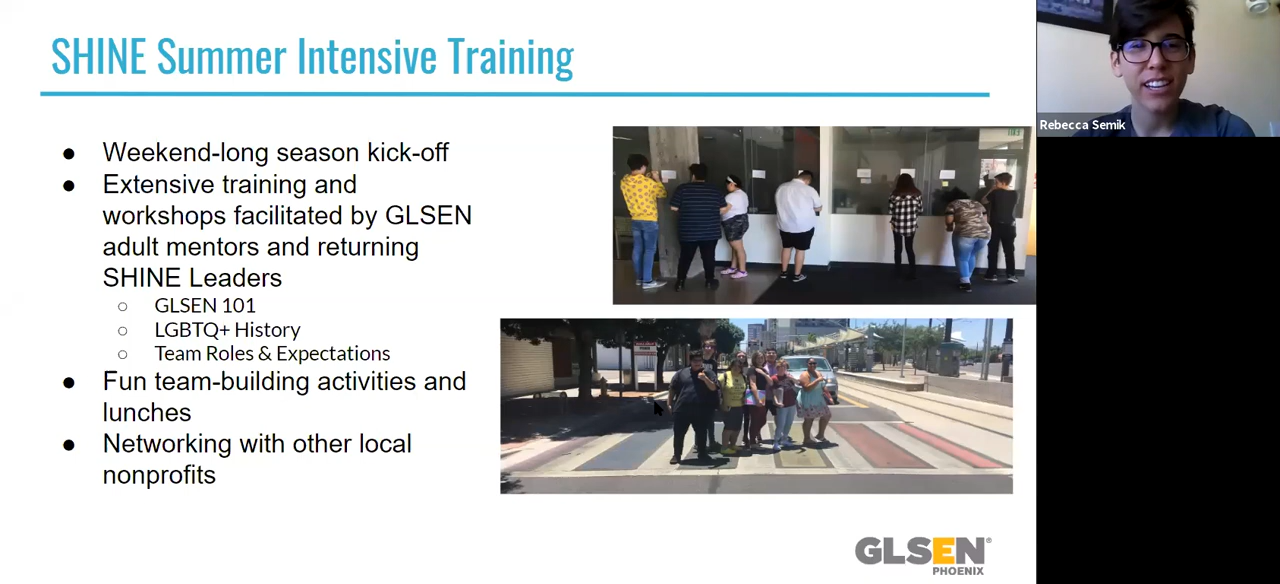 SHINE Summer Intensive Training
● Weekend-long season kick-off
● Extensive training and
workshops facilitated by GLSEN
adult mentors and returning
SHINE Leaders
○ GLSEN 101
○ LGBTQ+ History
○ Team Roles & Expectations
● Fun team-building activities and
lunches
● Networking with other local
nonprofits
GLSEN®
PHOENIX
Rebecca Semik